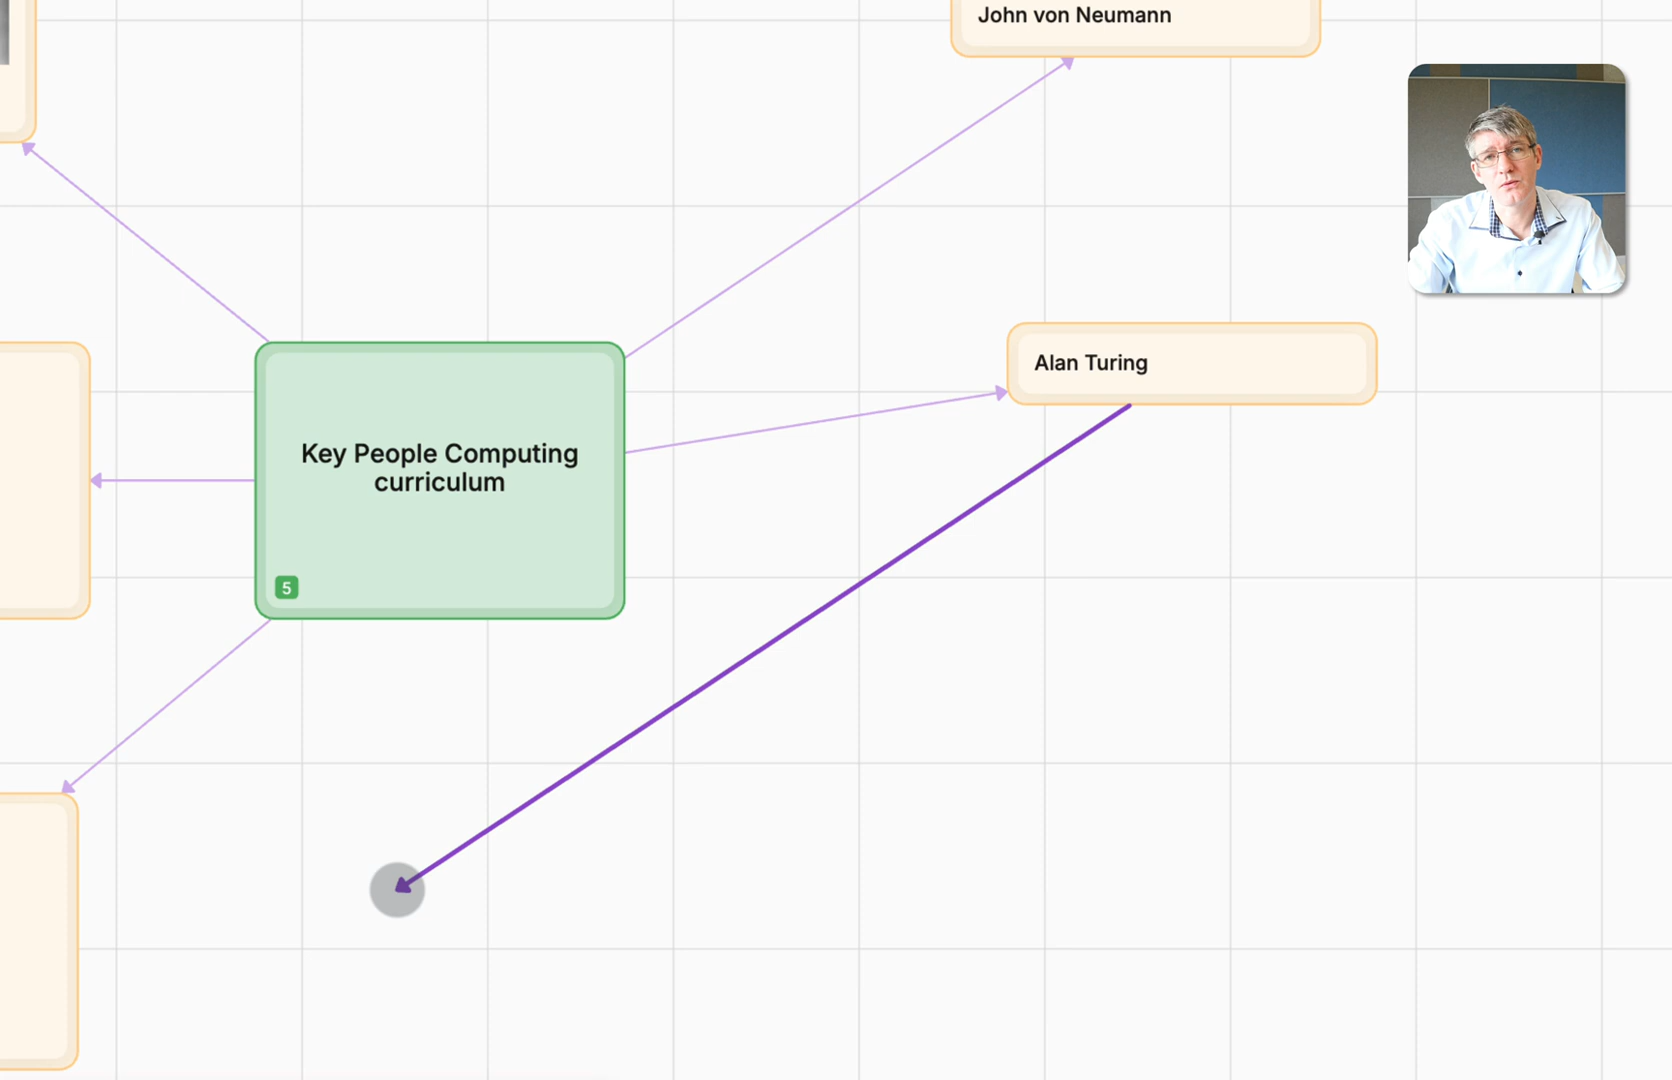 John von Neumann
Alan Turing
Key People Computing
curriculum
5